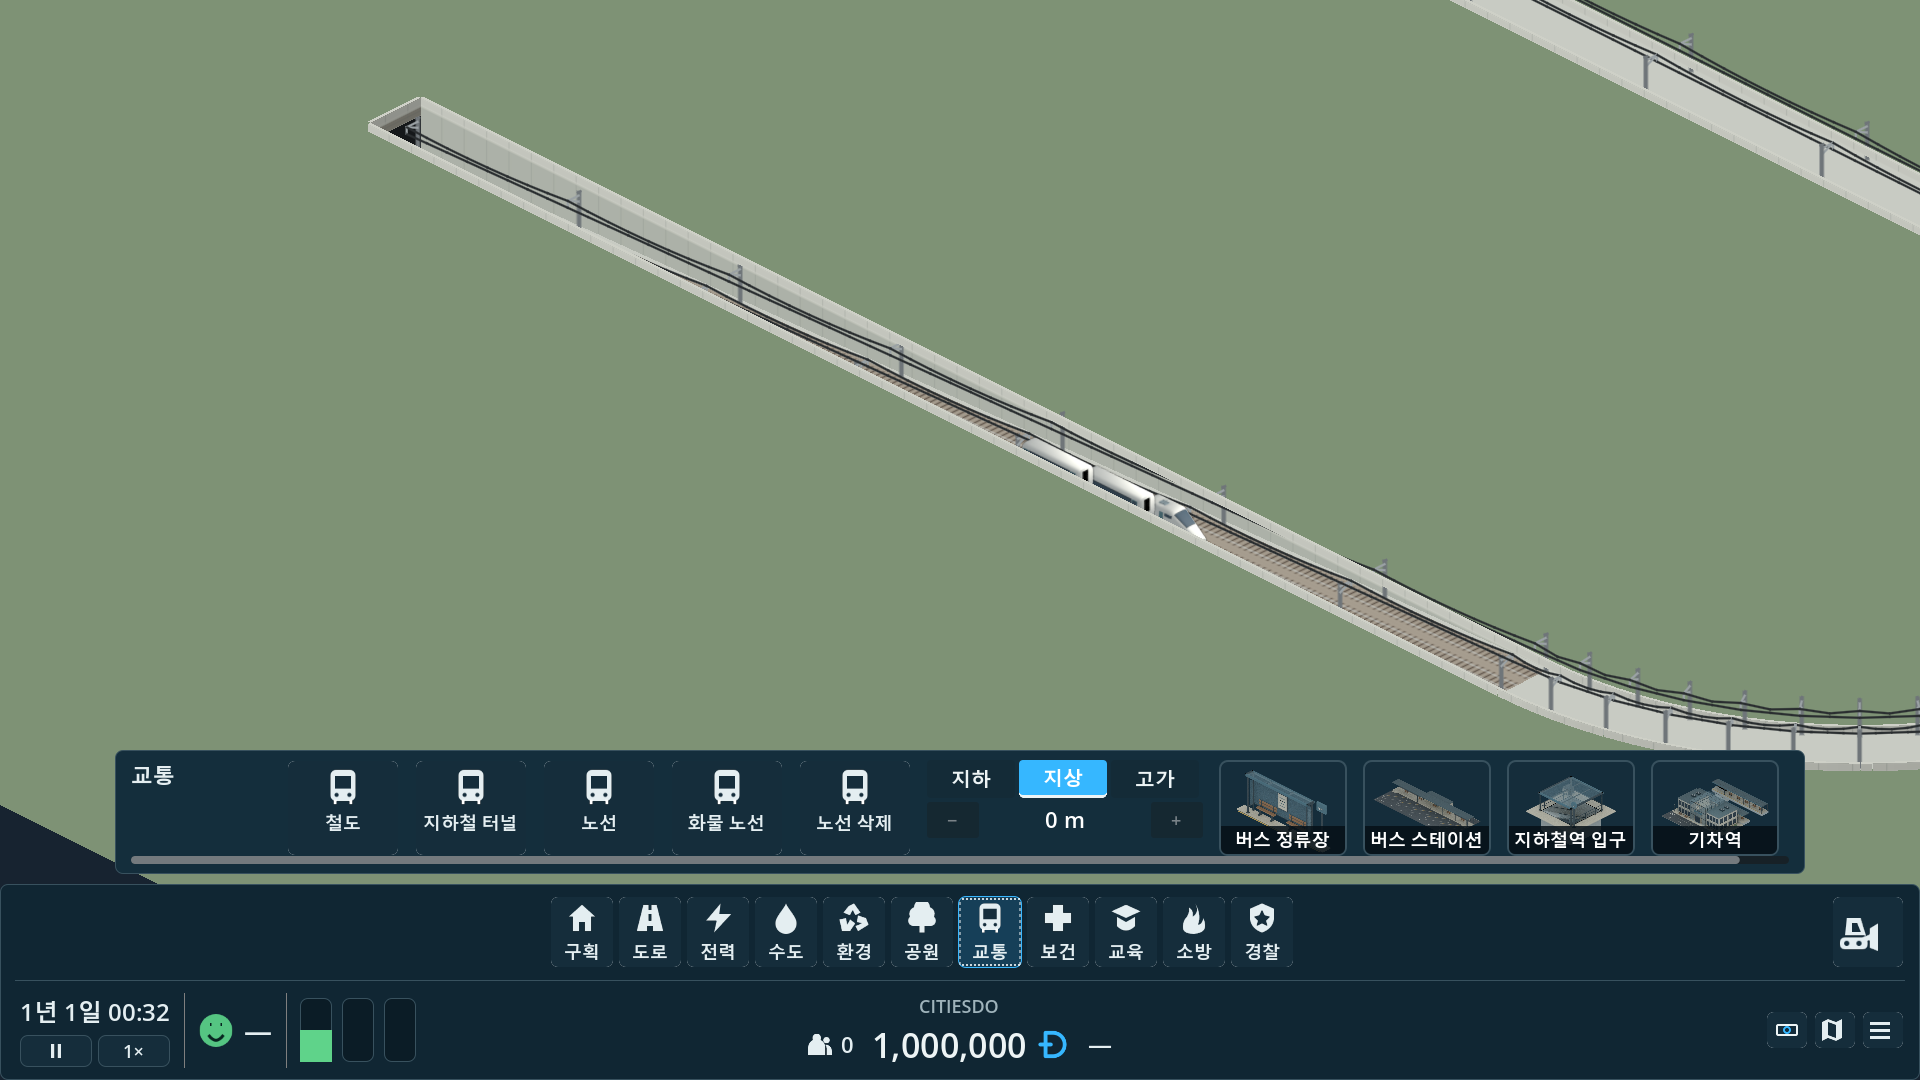 교통
철도
지하철 터널
노선
화물 노선
노선 삭제
지하
지상
고가
−
0 m
+
버스 정류장
버스 스테이션
지하철역 입구
기차역
구획
도로
전력
수도
환경
공원
교통
보건
교육
소방
경찰
1년 1일 00:32
1×
—
CITIESDO
0
1,000,000
—